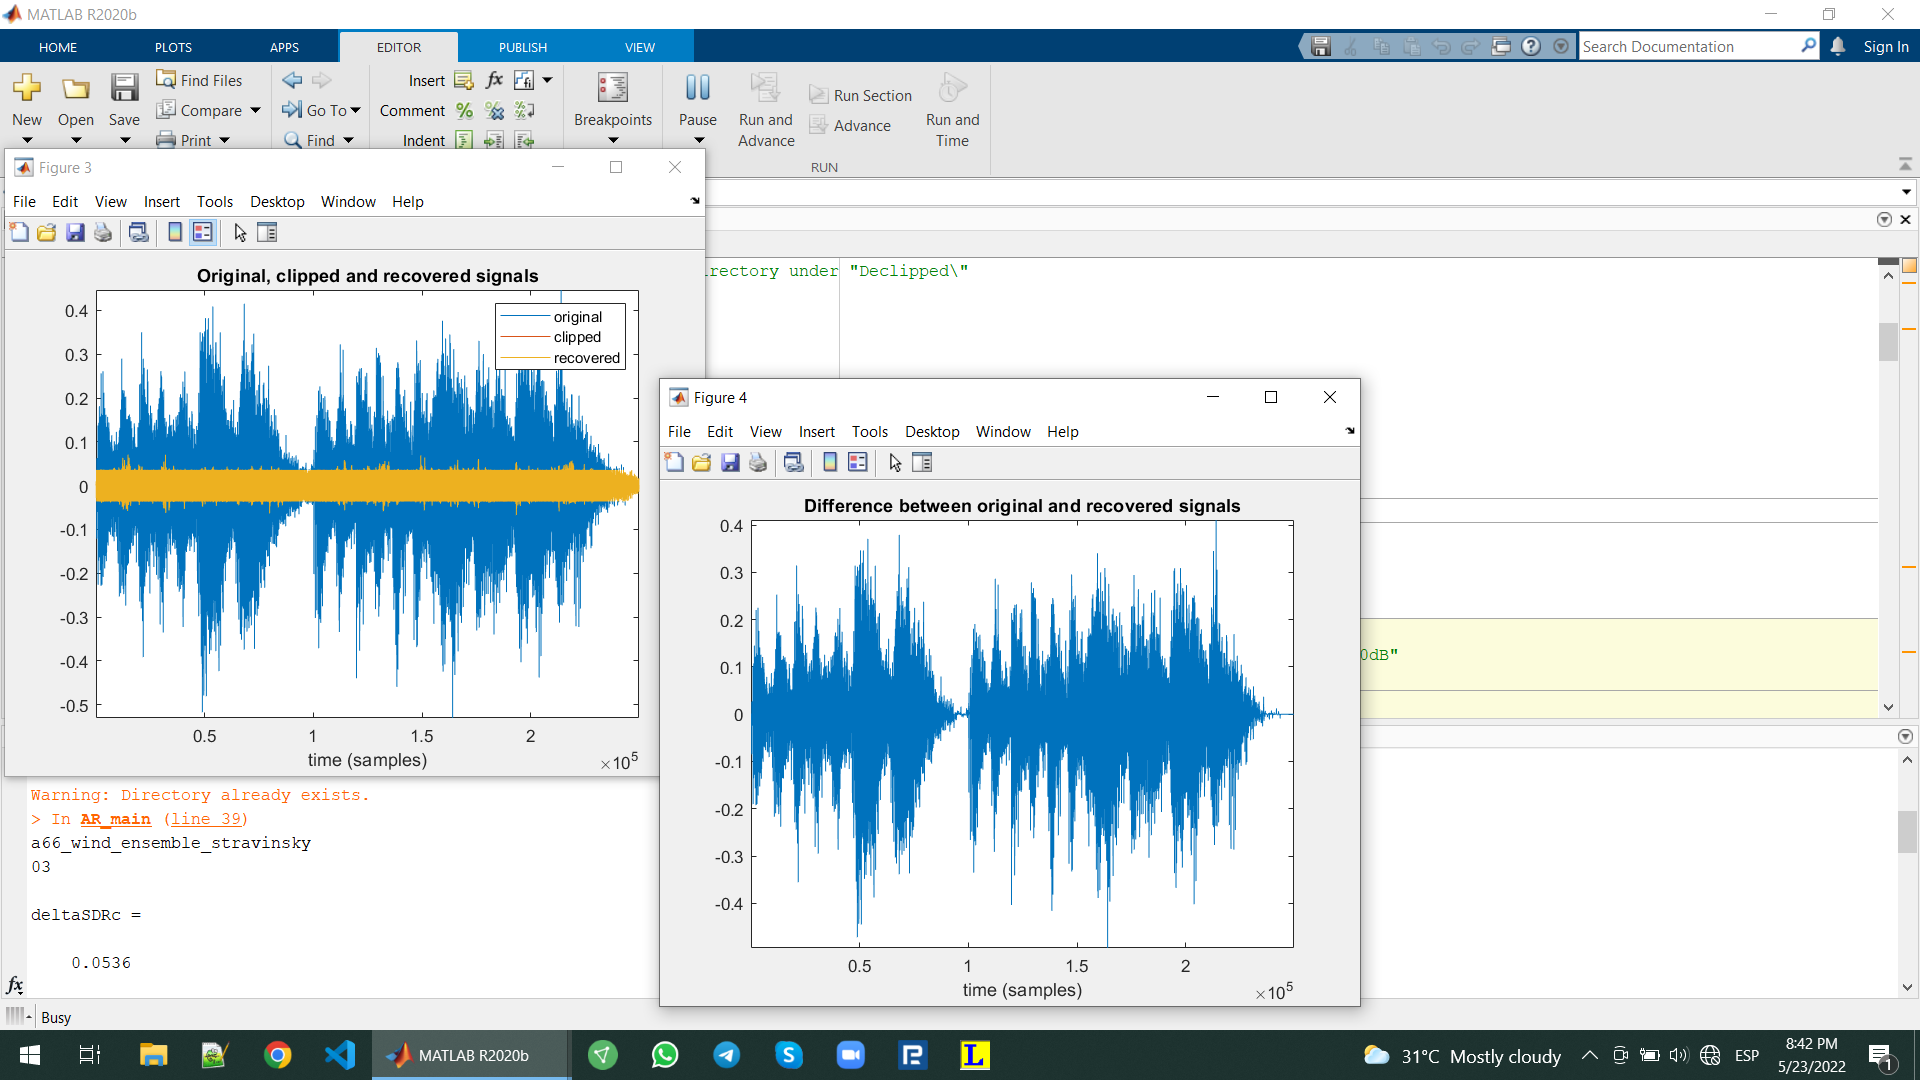 MATLAB R2020b
HOME PLOTS APPS EDITOR PUBLISH VIEW
Search Documentation
Sign In
New Open Save
Find Files
Compare
Print
Go To
Find
Insert fx
Comment
Indent
Breakpoints
Pause
Run and Advance
Run Section
Advance
Run and Time
RUN
Figure 3
File Edit View Insert Tools Desktop Window Help
Original, clipped and recovered signals
original
clipped
recovered
0.4
0.3
0.2
0.1
0
-0.1
-0.2
-0.3
-0.4
-0.5
0.5 1 1.5 2
time (samples)
×10^5
irectory under "Declipped\"
0dB"
Figure 4
File Edit View Insert Tools Desktop Window Help
Difference between original and recovered signals
0.4
0.3
0.2
0.1
0
-0.1
-0.2
-0.3
-0.4
0.5 1 1.5 2
time (samples)
×10^5
Warning: Directory already exists.
> In AR_main (line 39)
a66_wind_ensemble_stravinsky
03
deltaSDRc =
0.0536
fx
Busy
MATLAB R2020b
31°C Mostly cloudy
ESP
8:42 PM
5/23/2022
1